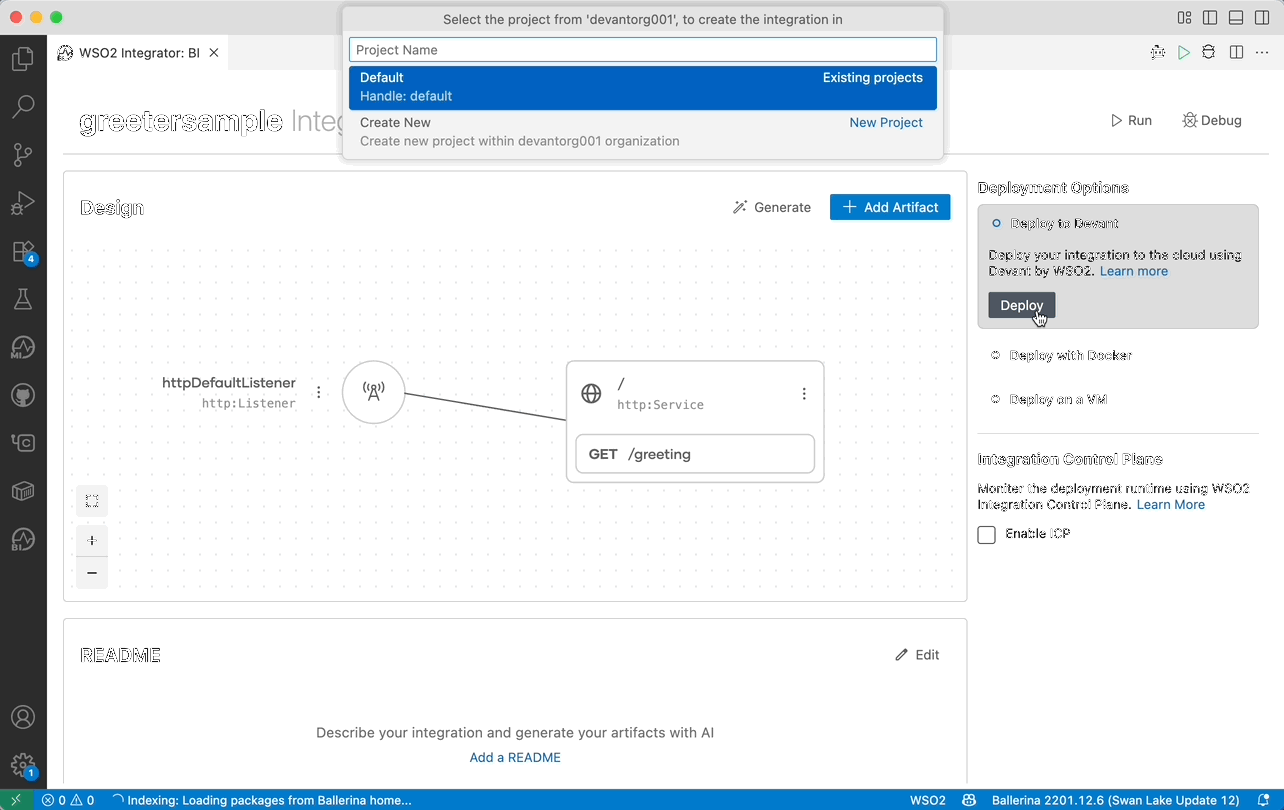 Select the project from 'devantorg001', to create the integration in
WSO2 Integrator: BI
Project Name
Default
Existing projects
Handle: default
Create New
New Project
Create new project within devantorg001 organization
greetersample
Run
Debug
Design
Generate
Add Artifact
Deployment Options
Deploy to Devant
Deploy your integration to the cloud using
Devant by WSO2. Learn more
Deploy
Deploy with Docker
Deploy on a VM
httpDefaultListener
http:Listener
/
http:Service
GET /greeting
Integration Control Plane
Moniter the deployment runtime using WSO2
Integration Control Plane. Learn More
Enable ICP
4
MI
BI
1
README
Edit
Describe your integration and generate your artifacts with AI
Add a README
0
0
Indexing: Loading packages from Ballerina home...
WSO2
Ballerina 2201.12.6 (Swan Lake Update 12)